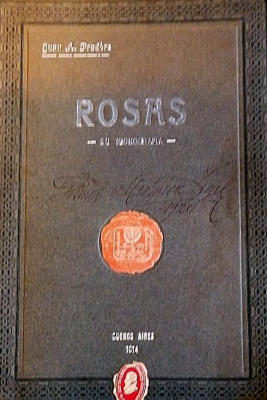 Juan A. Pradère
ROSAS
— SU ICONOGRAFIA —
BUENOS AIRES
1914